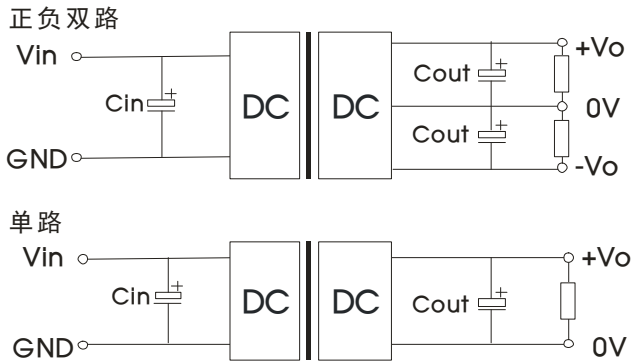 正负双路
Vin
+Vo
Cout +
Cin +
DC DC
0V
Cout +
GND
-Vo
单路
Vin
+Vo
Cin +
DC DC
Cout +
GND
0V